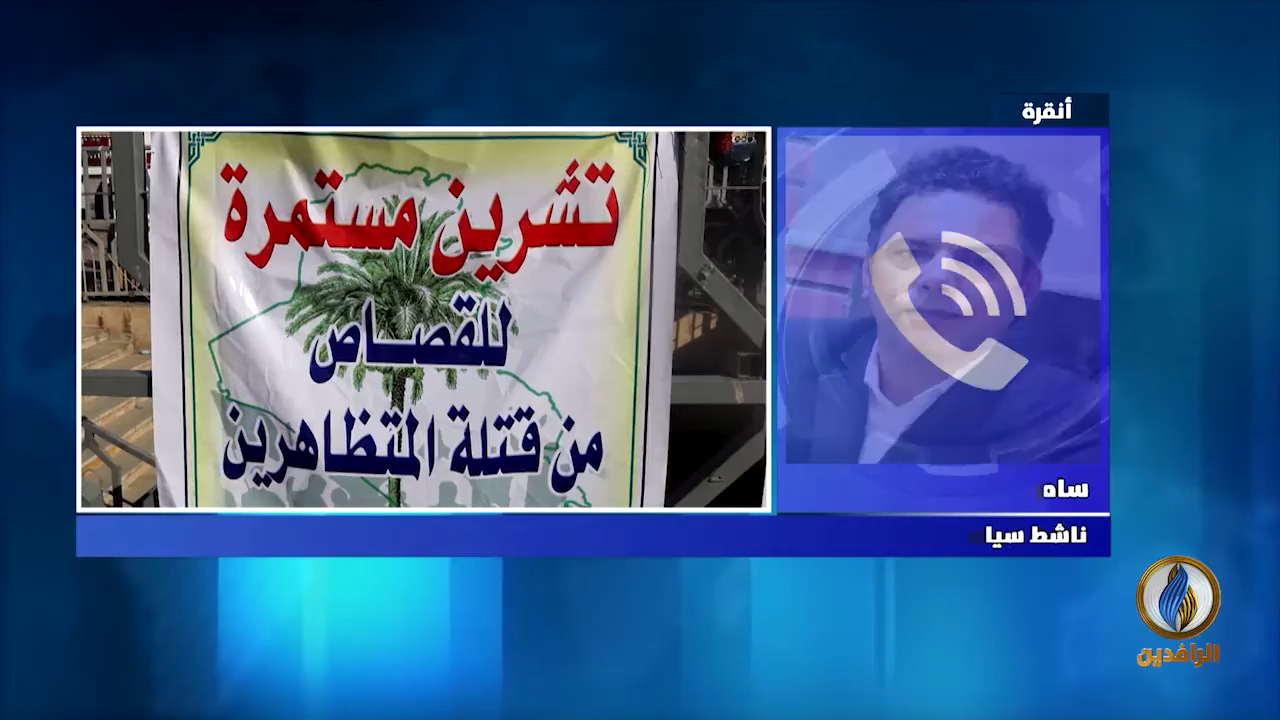 أنقرة
تشرين مستمرة
للقصاص
من قتلة المتظاهرين
ساه
ناشط سيا
الرافدين